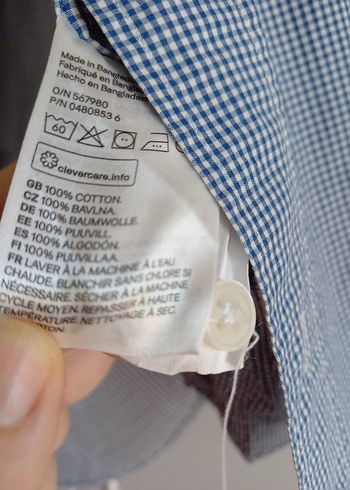 Made in Bangladesh
Fabriqué en Bangladesh
Hecho en Bangladesh
O/N 567980
P/N 0480853 6
60
clevercare.info
GB 100% COTTON.
CZ 100% BAVLNA.
DE 100% BAUMWOLLE.
EE 100% PUUVILL.
ES 100% ALGODÓN.
FI 100% PUUVILLAA.
FR LAVER À LA MACHINE À L'EAU
CHAUDE. BLANCHIR SANS CHLORE SI
NÉCESSAIRE. SÉCHER À LA MACHINE
CYCLE MOYEN. REPASSER À HAUTE
TEMPÉRATURE. NETTOYAGE À SEC.